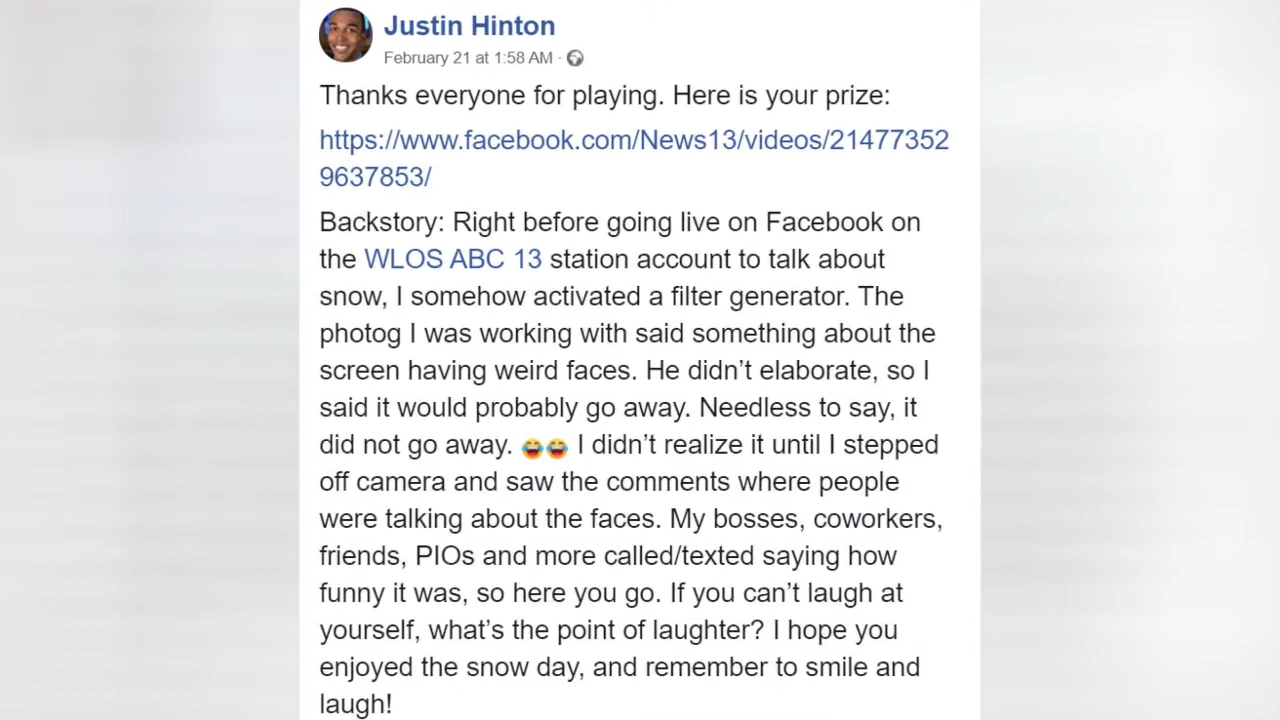 Justin Hinton
February 21 at 1:58 AM ·
Thanks everyone for playing. Here is your prize:
https://www.facebook.com/News13/videos/21477352
9637853/
Backstory: Right before going live on Facebook on
the WLOS ABC 13 station account to talk about
snow, I somehow activated a filter generator. The
photog I was working with said something about the
screen having weird faces. He didn’t elaborate, so I
said it would probably go away. Needless to say, it
did not go away. 😂😂 I didn’t realize it until I stepped
off camera and saw the comments where people
were talking about the faces. My bosses, coworkers,
friends, PIOs and more called/texted saying how
funny it was, so here you go. If you can’t laugh at
yourself, what’s the point of laughter? I hope you
enjoyed the snow day, and remember to smile and
laugh!